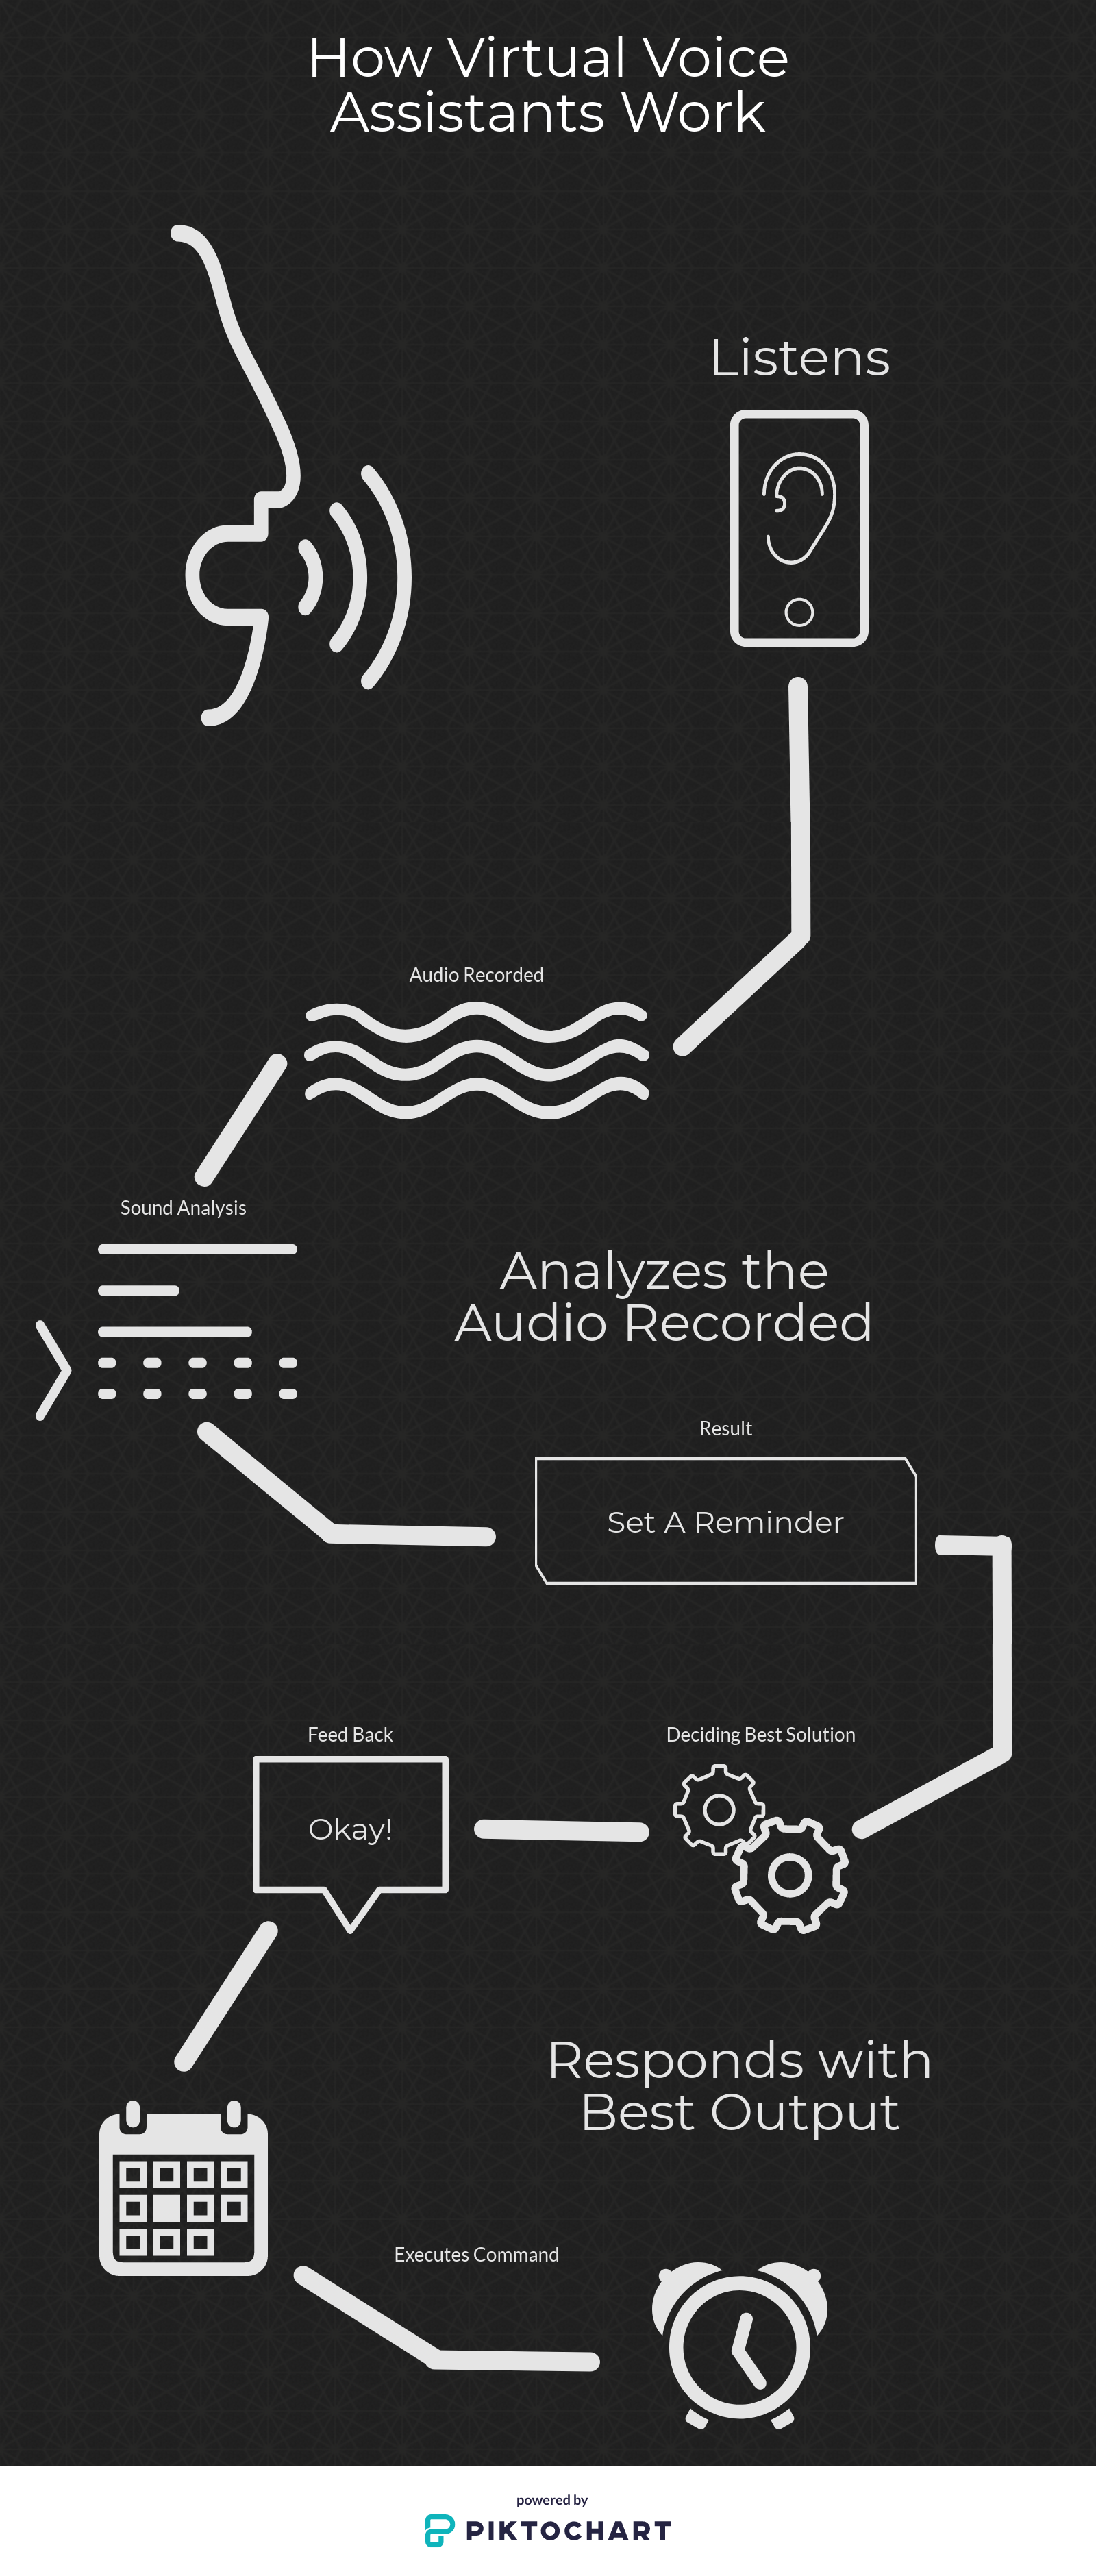 How Virtual Voice
Assistants Work
Listens
Audio Recorded
Sound Analysis
Analyzes the
Audio Recorded
Result
Set A Reminder
Deciding Best Solution
Feed Back
Okay!
Responds with
Best Output
Executes Command
powered by
PIKTOCHART